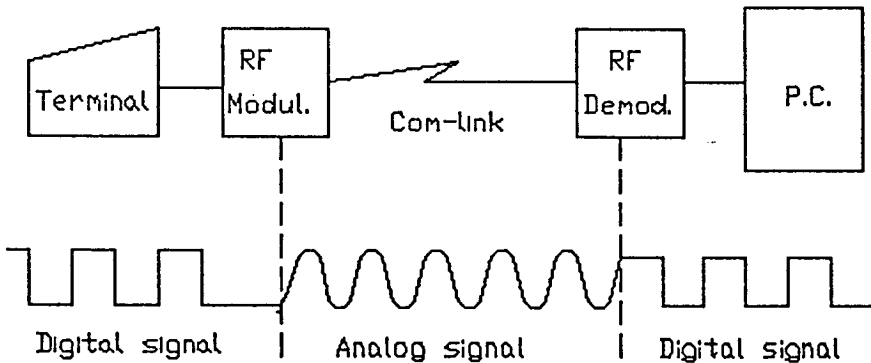 Terminal
RF
Modul.
Com-link
RF
Demod.
P.C.
Digital signal
Analog signal
Digital signal